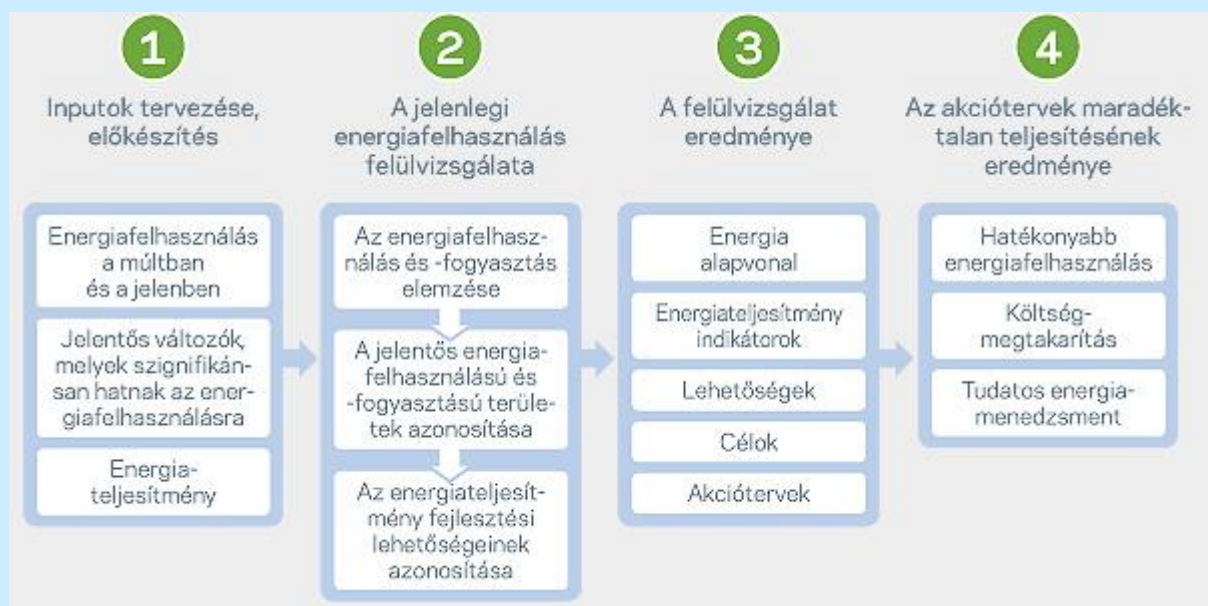 1
Inputok tervezése,
előkészítés
Energiafelhasználás
a múltban
és a jelenben
Jelentős változók,
melyek szignifikán-
san hatnak az ener-
giafelhasználásra
Energia-
teljesítmény
2
A jelenlegi
energiafelhasználás
felülvizsgálata
Az energiafelhasz-
nálás és -fogyasztás
elemzése
A jelentős energia-
felhasználású és
-fogyasztású terüle-
tek azonosítása
Az energiateljesít-
mény fejlesztési
lehetőségeinek
azonosítása
3
A felülvizsgálat
eredménye
Energia
alapvonal
Energiateljesítmény
indikátorok
Lehetőségek
Célok
Akciótervek
4
Az akciótervek maradék-
talan teljesítésének
eredménye
Hatékonyabb
energiafelhasználás
Költség-
megtakarítás
Tudatos energia-
menedzsment